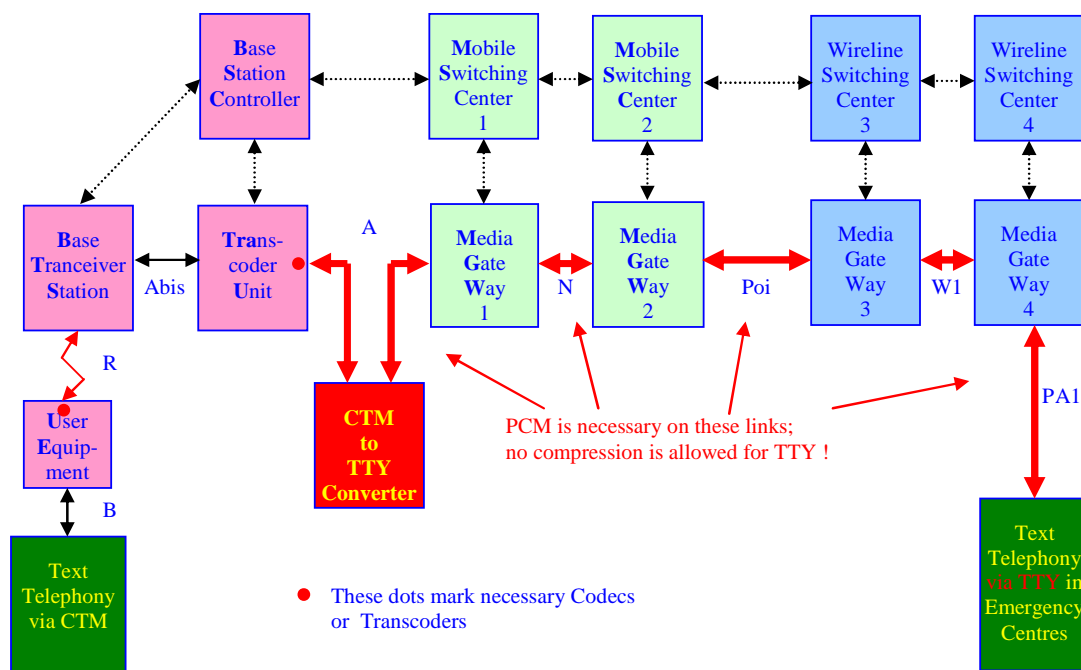 Base
Station
Controller
Mobile
Switching
Center
1
Mobile
Switching
Center
2
Wireline
Switching
Center
3
Wireline
Switching
Center
4
Base
Tranceiver
Station
Abis
Trans-
coder
Unit
A
Media
Gate
Way
1
N
Media
Gate
Way
2
Poi
Media
Gate
Way
3
W1
Media
Gate
Way
4
R
User
Equip-
ment
B
Text
Telephony
via CTM
CTM
to
TTY
Converter
PCM is necessary on these links;
no compression is allowed for TTY !
PA1
Text
Telephony
via TTY in
Emergency
Centres
These dots mark necessary Codecs
or Transcoders